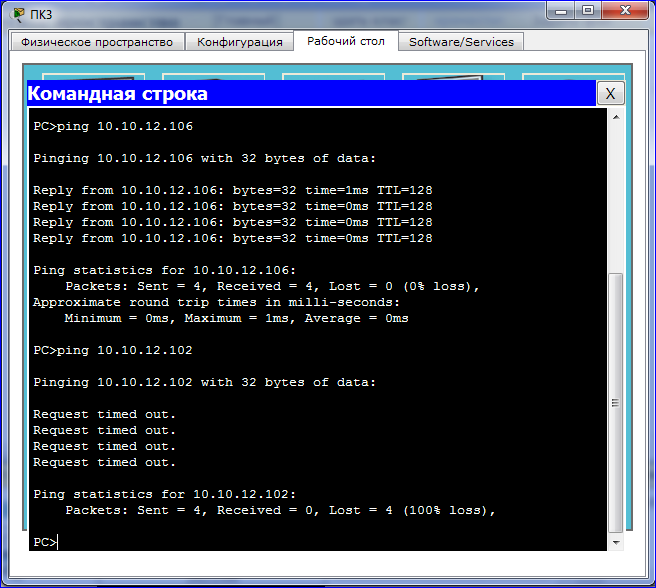 ПК3
Физическое пространство
Конфигурация
Рабочий стол
Software/Services
Командная строка
X
PC>ping 10.10.12.106
Pinging 10.10.12.106 with 32 bytes of data:
Reply from 10.10.12.106: bytes=32 time=1ms TTL=128
Reply from 10.10.12.106: bytes=32 time=0ms TTL=128
Reply from 10.10.12.106: bytes=32 time=0ms TTL=128
Reply from 10.10.12.106: bytes=32 time=0ms TTL=128
Ping statistics for 10.10.12.106:
Packets: Sent = 4, Received = 4, Lost = 0 (0% loss),
Approximate round trip times in milli-seconds:
Minimum = 0ms, Maximum = 1ms, Average = 0ms
PC>ping 10.10.12.102
Pinging 10.10.12.102 with 32 bytes of data:
Request timed out.
Request timed out.
Request timed out.
Request timed out.
Ping statistics for 10.10.12.102:
Packets: Sent = 4, Received = 0, Lost = 4 (100% loss),
PC>